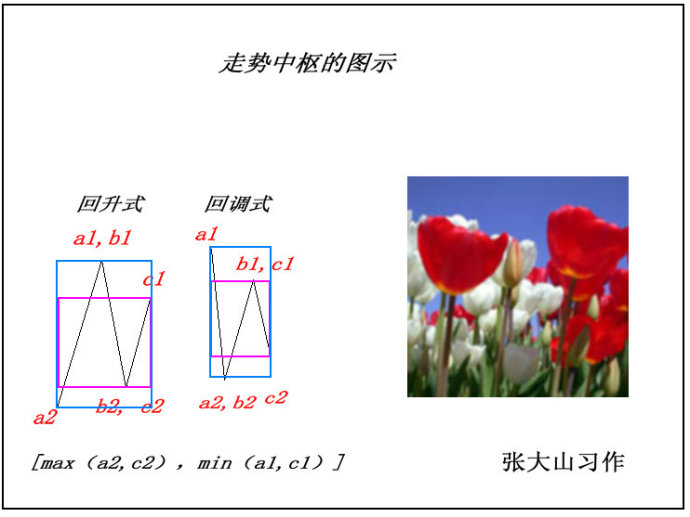 走势中枢的图示
回升式 回调式
a1,b1 a1
c1 b1,c1
a2 b2, c2 a2,b2 c2
[max（a2,c2），min（a1,c1）]
张大山习作